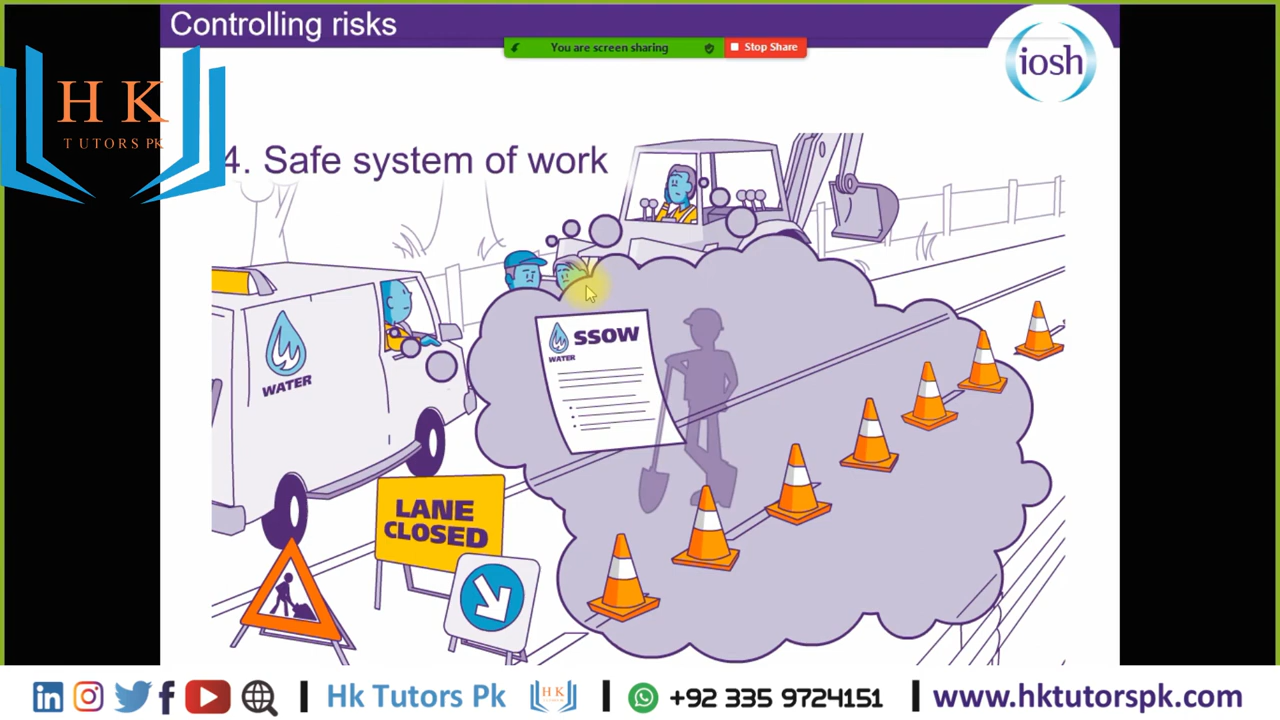 Controlling risks
You are screen sharing
Stop Share
iosh
H K
TUTORS PK
4. Safe system of work
WATER
SSOW
WATER
LANE
CLOSED
Hk Tutors Pk
H K
+92 335 9724151
www.hktutorspk.com